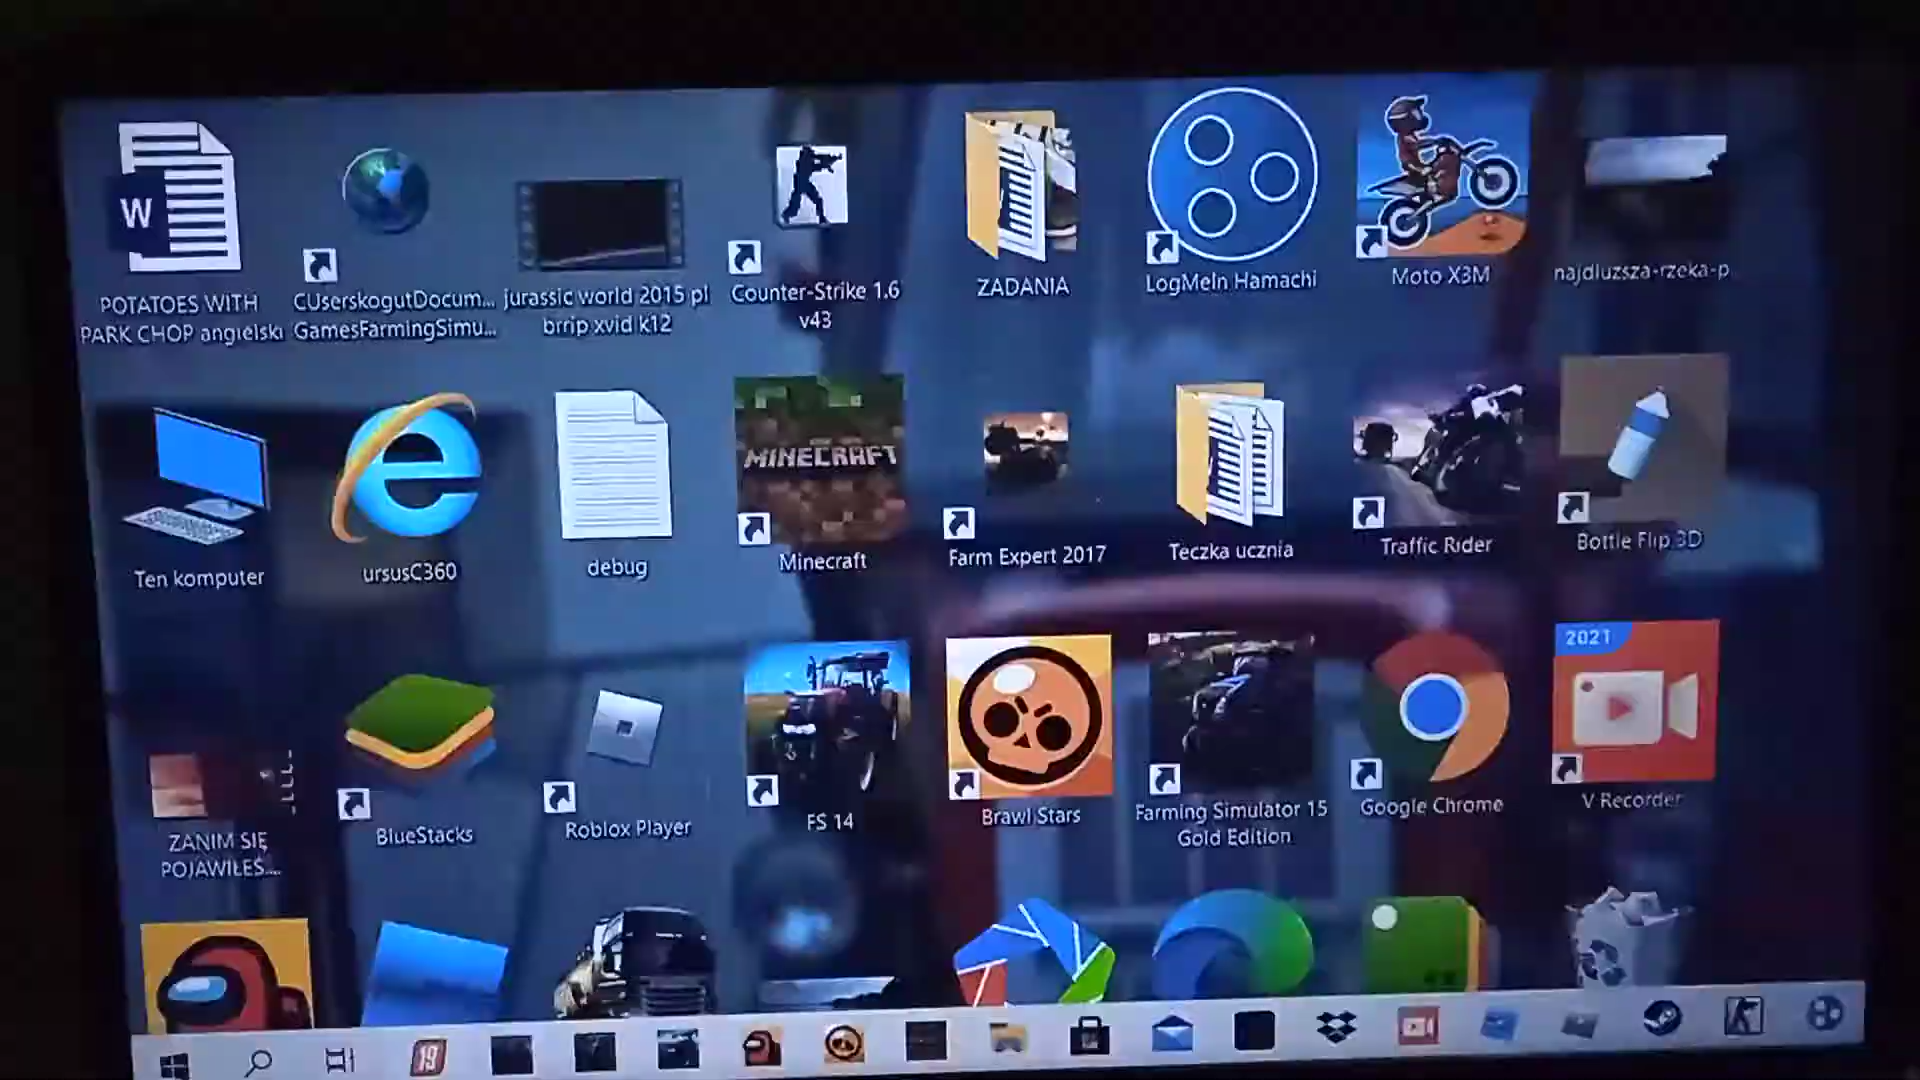 W
POTATOES WITH
PARK CHOP angielski
CUserskogutDocum...
GamesFarmingSimu...
jurassic world 2015 pl
brrip xvid k12
Counter-Strike 1.6
v43
ZADANIA
LogMeIn Hamachi
Moto X3M
najdluzsza-rzeka-p...
Ten komputer
ursusC360
debug
MINECRAFT
Minecraft
Farm Expert 2017
Teczka ucznia
Traffic Rider
Bottle Flip 3D
ZANIM SIĘ
POJAWIŁEŚ....
BlueStacks
Roblox Player
FS 14
Brawl Stars
Farming Simulator 15
Gold Edition
Google Chrome
2021
V Recorder
19